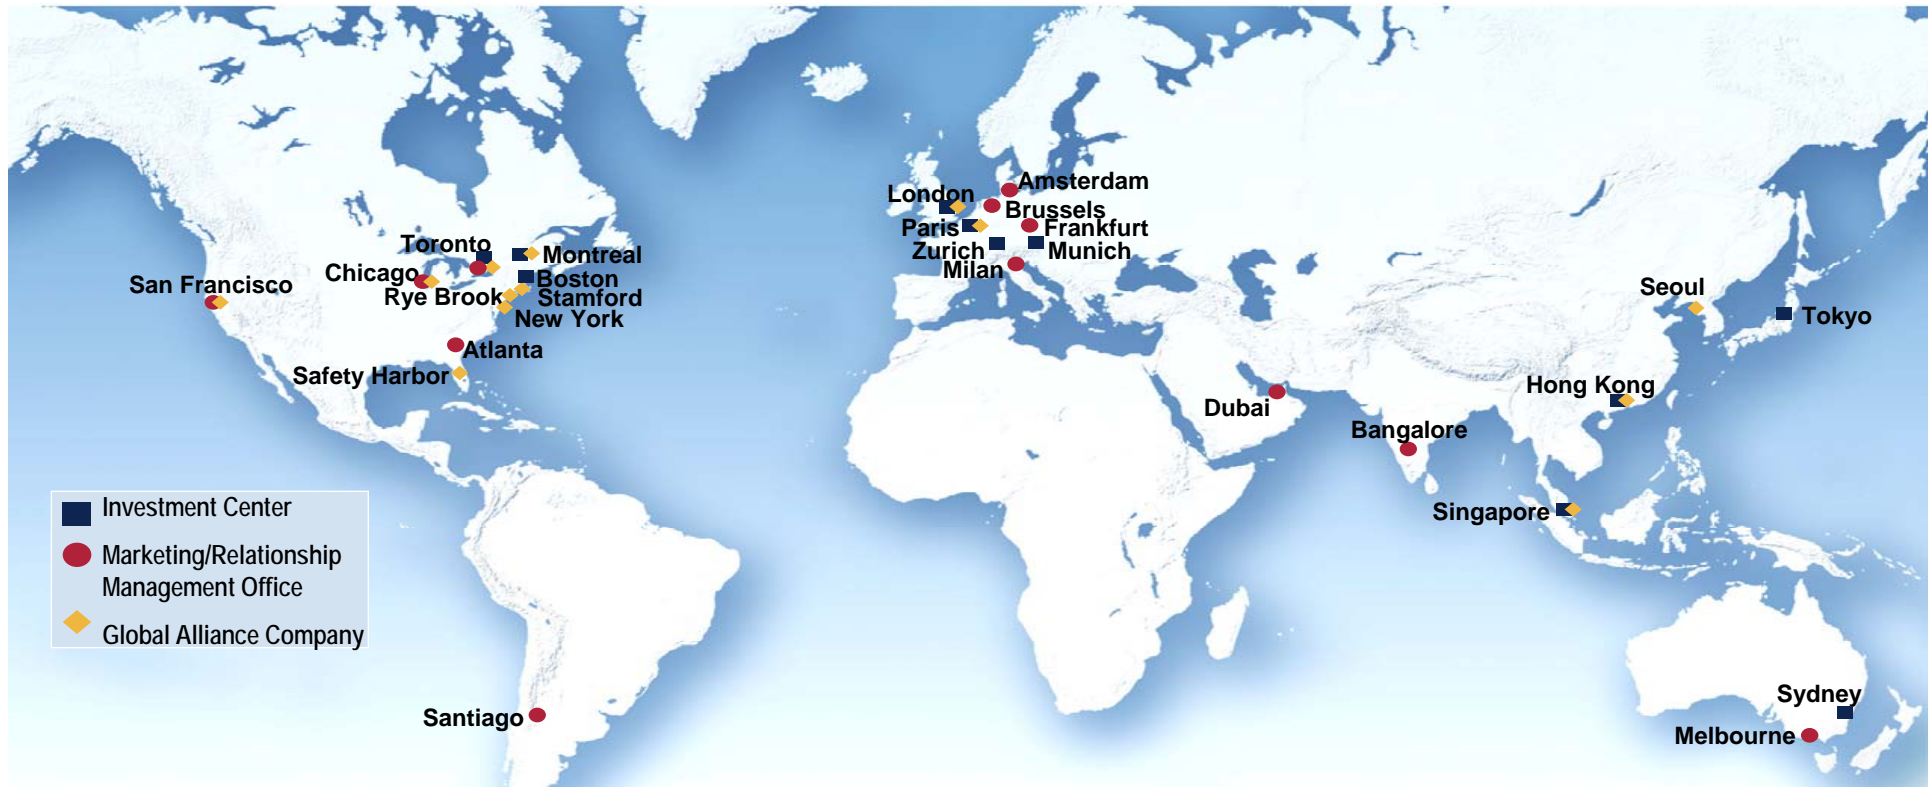 Amsterdam
London
Brussels
Paris
Frankfurt
Toronto
Montreal
Zurich
Munich
Milan
Chicago
Boston
San Francisco
Rye Brook
Stamford
Seoul
New York
Tokyo
Atlanta
Safety Harbor
Hong Kong
Dubai
Bangalore
Investment Center
Singapore
Marketing/Relationship
Management Office
Global Alliance Company
Sydney
Santiago
Melbourne